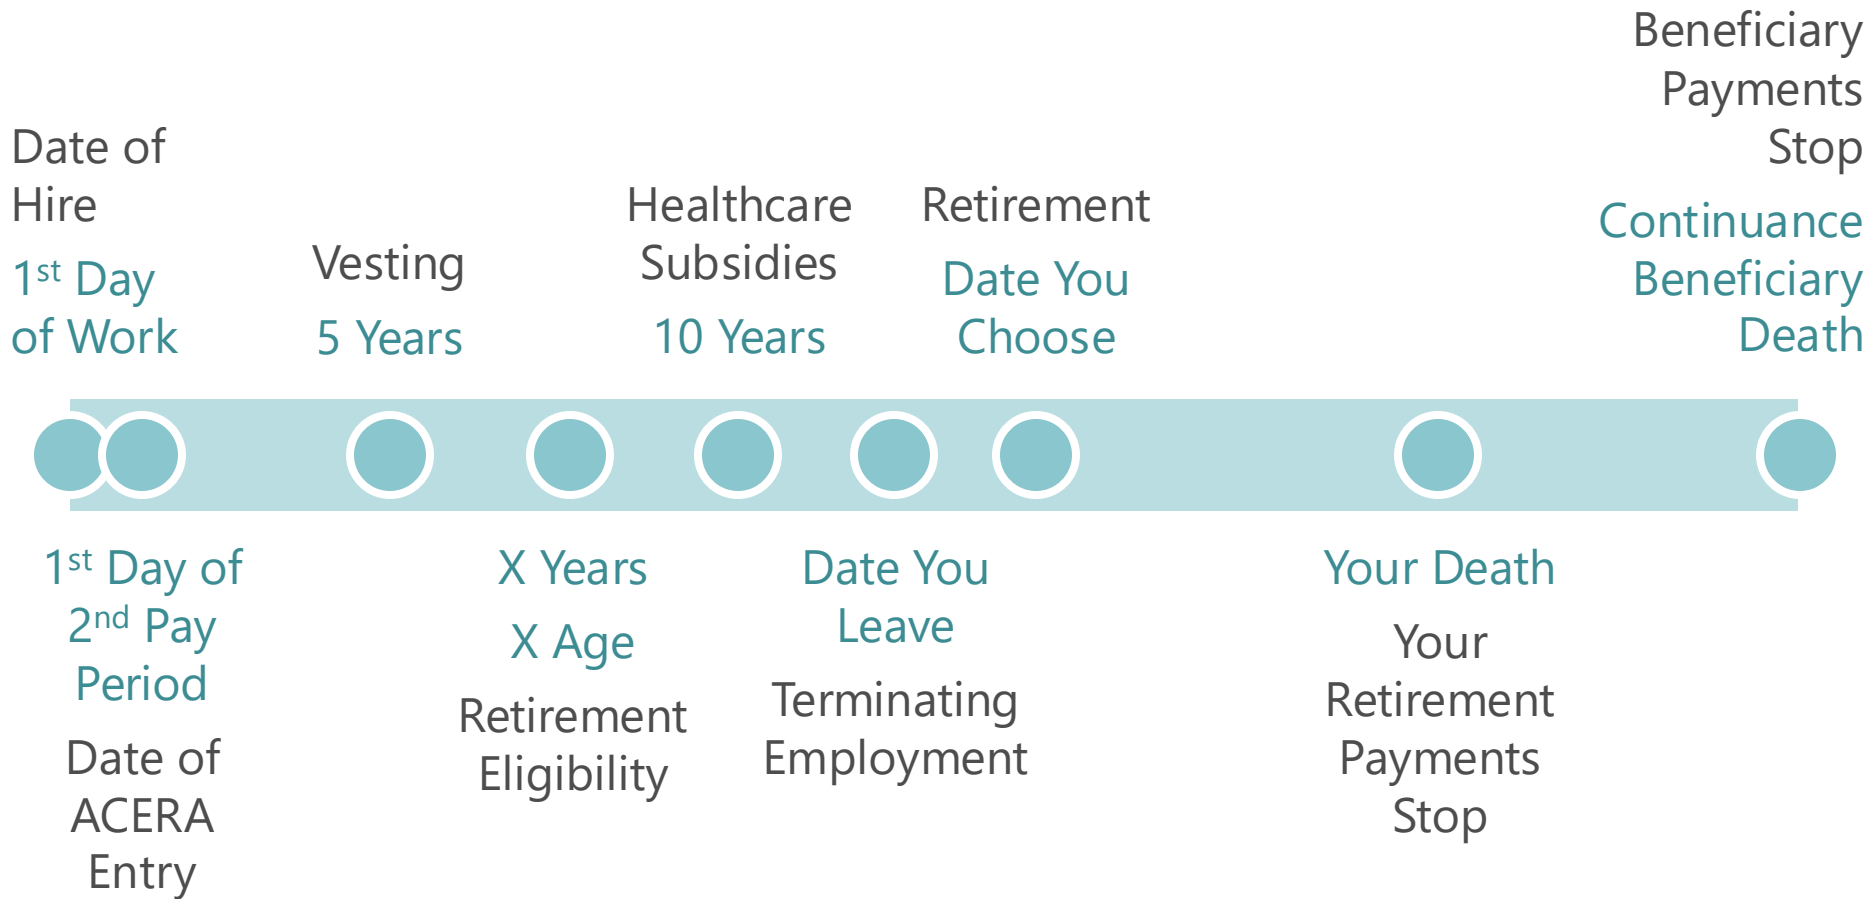 Date of
Hire
1st Day
of Work
Vesting
5 Years
Healthcare
Subsidies
10 Years
Retirement
Date You
Choose
Beneficiary
Payments
Stop
Continuance
Beneficiary
Death
1st Day of
2nd Pay
Period
Date of
ACERA
Entry
X Years
X Age
Retirement
Eligibility
Date You
Leave
Terminating
Employment
Your Death
Your
Retirement
Payments
Stop